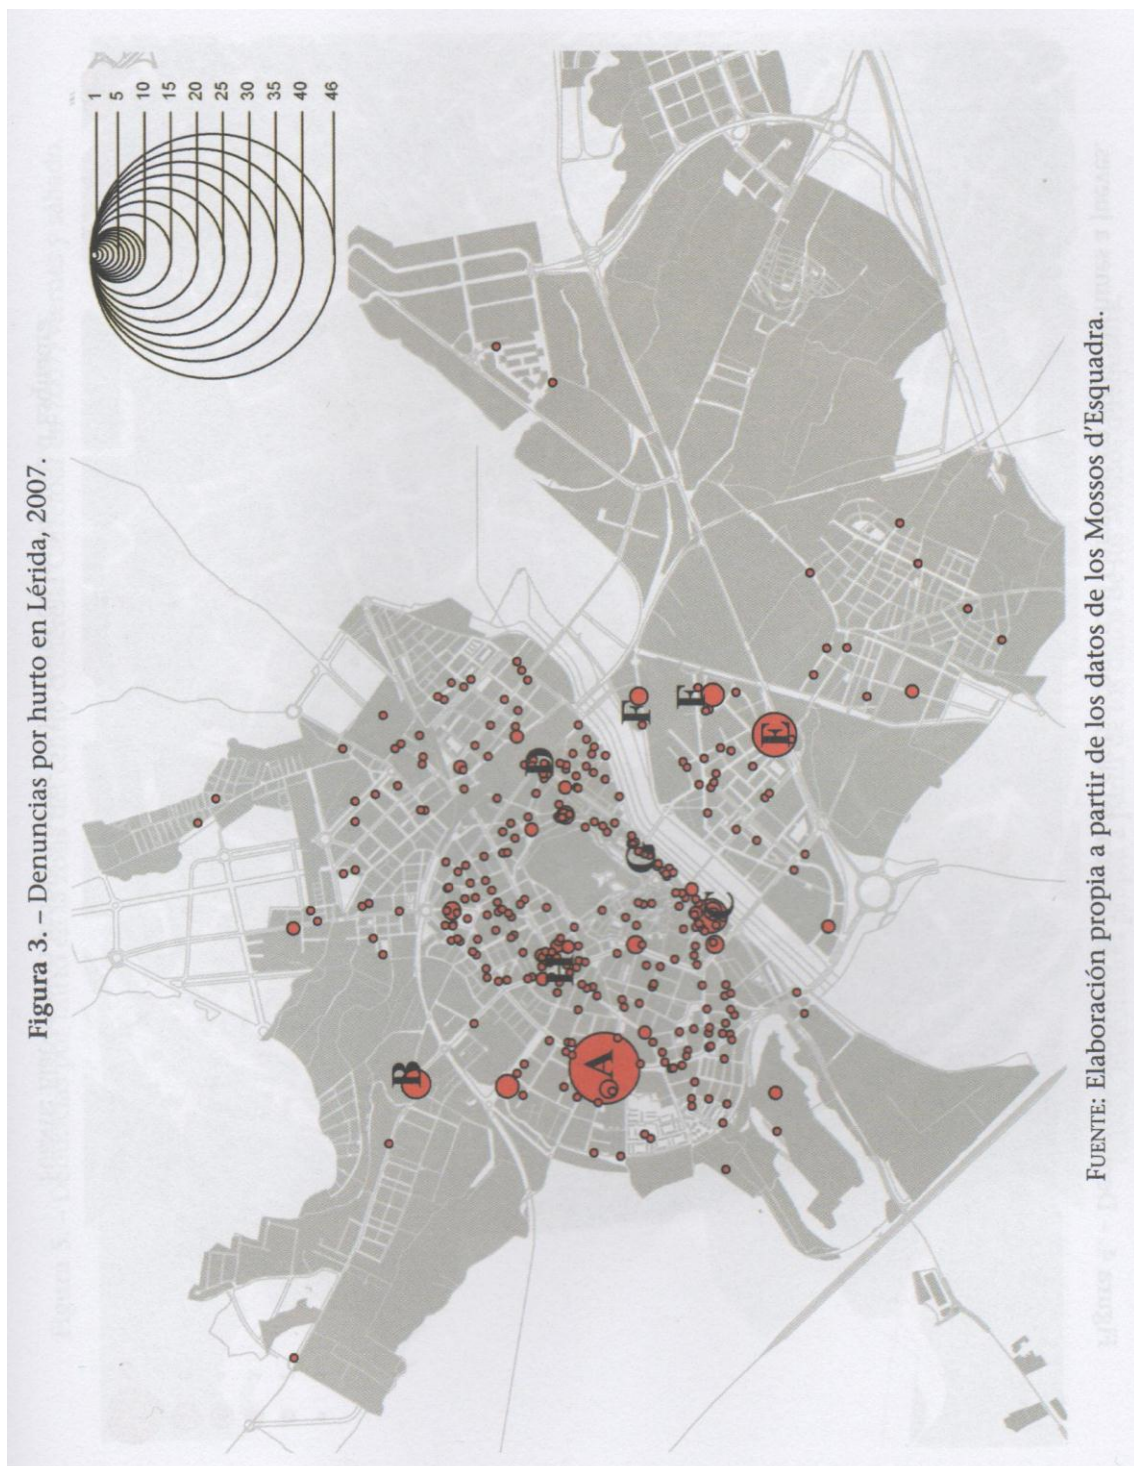 Figura 3. – Denuncias por hurto en Lérida, 2007.
1
5
10
15
20
25
30
35
40
46
B
A
H
D
F
E
E
G
C
FUENTE: Elaboración propia a partir de los datos de los Mossos d'Esquadra.